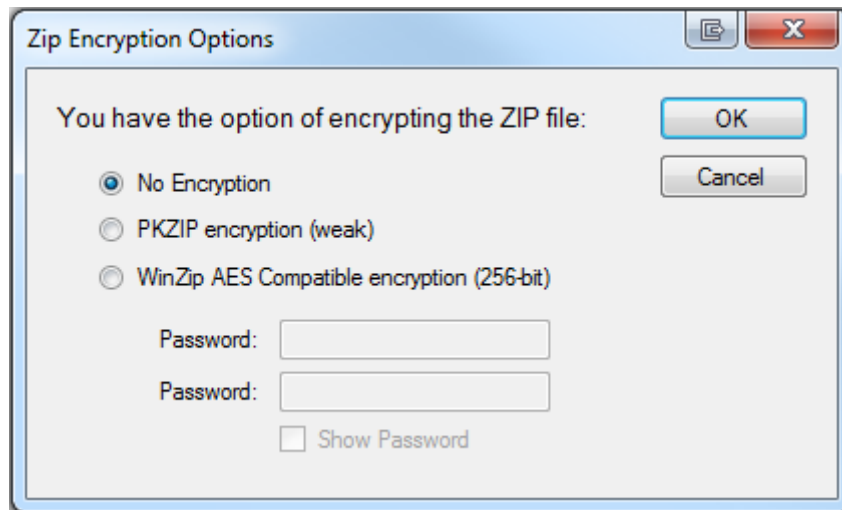 Zip Encryption Options
You have the option of encrypting the ZIP file:
OK
Cancel
No Encryption
PKZIP encryption (weak)
WinZip AES Compatible encryption (256-bit)
Password:
Password:
Show Password